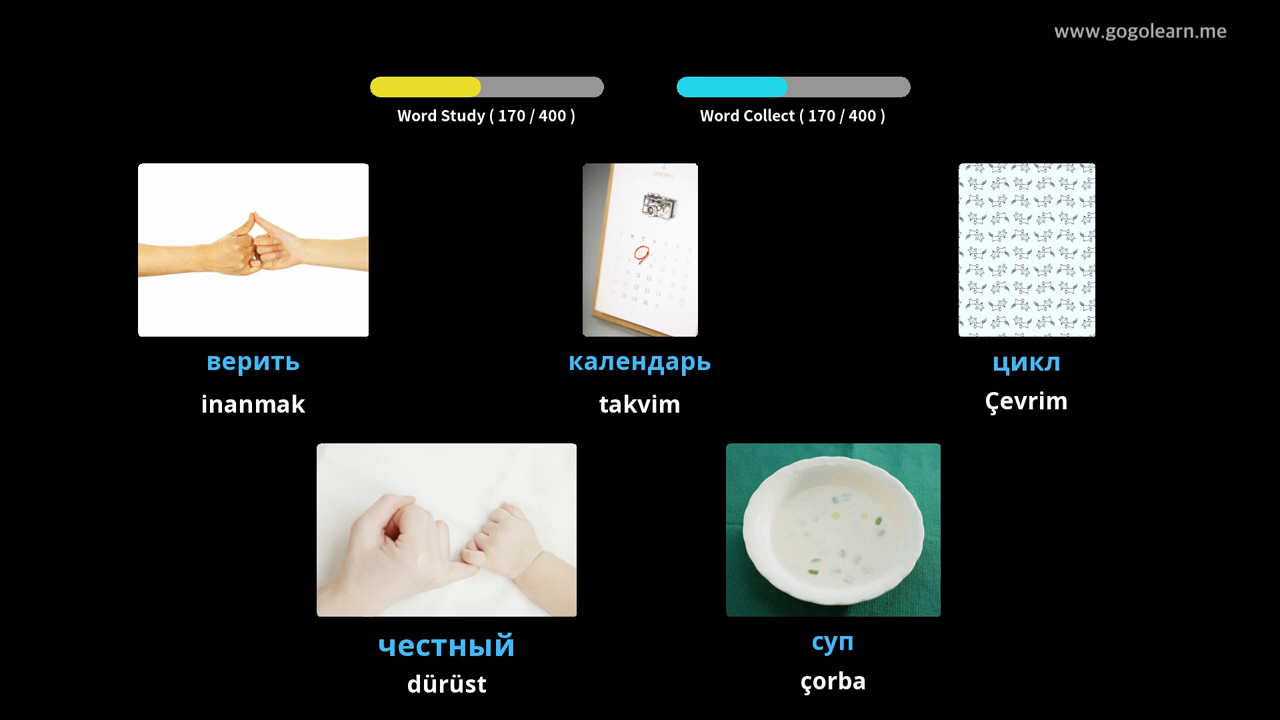 www.gogolearn.me
Word Study ( 170 / 400 )
Word Collect ( 170 / 400 )
верить
inanmak
календарь
takvim
цикл
Çevrim
честный
dürüst
суп
çorba